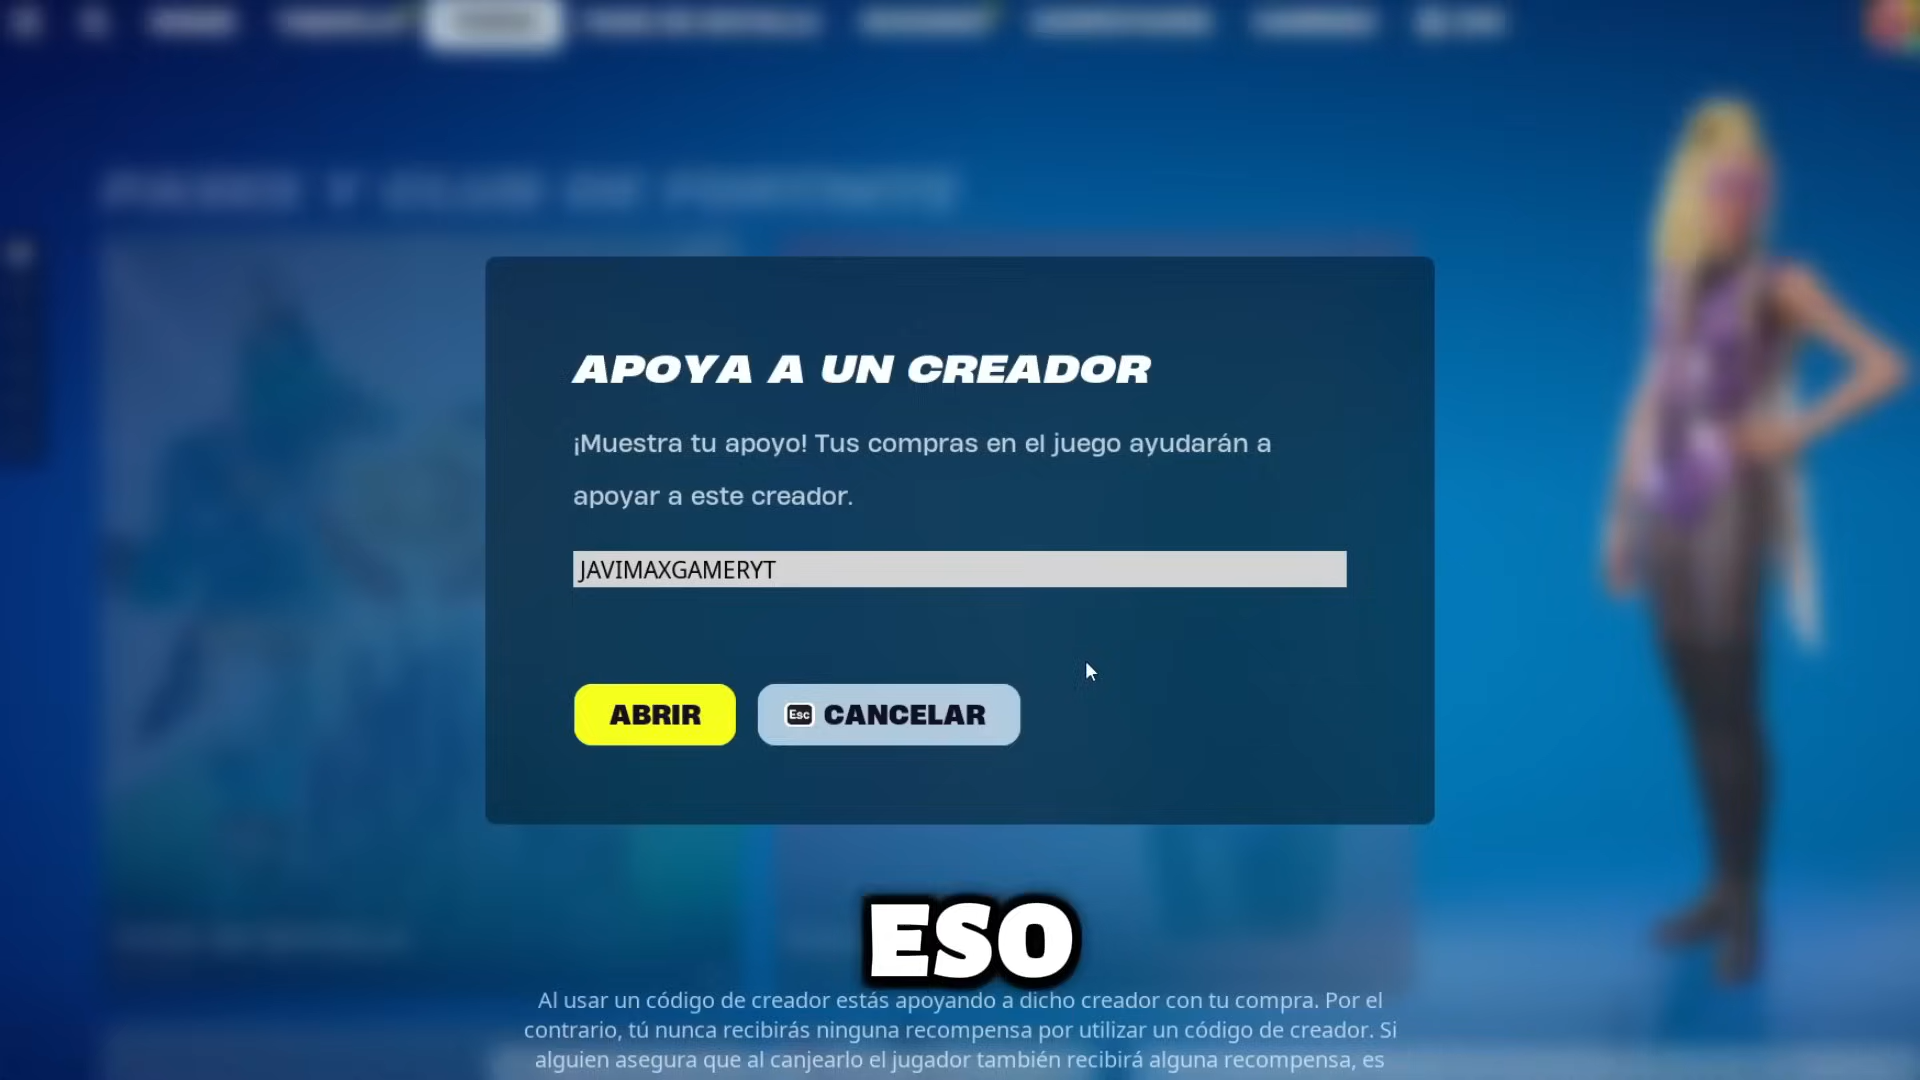 APOYA A UN CREADOR
¡Muestra tu apoyo! Tus compras en el juego ayudarán a
apoyar a este creador.
JAVIMAXGAMERYT
ABRIR
Esc CANCELAR
ESO
Al usar un código de creador estás apoyando a dicho creador con tu compra. Por el
contrario, tú nunca recibirás ninguna recompensa por utilizar un código de creador. Si
alguien asegura que al canjearlo el jugador también recibirá alguna recompensa, es